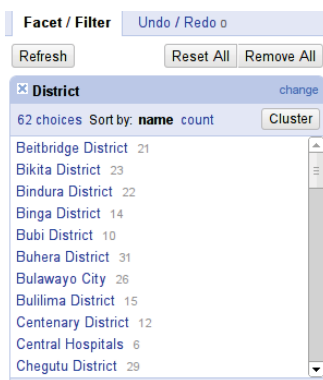 Facet / Filter Undo / Redo 0
Refresh Reset All Remove All
District change
62 choices Sort by: name count Cluster
Beitbridge District 21
Bikita District 23
Bindura District 22
Binga District 14
Bubi District 10
Buhera District 31
Bulawayo City 26
Bulilima District 15
Centenary District 12
Central Hospitals 6
Chegutu District 29